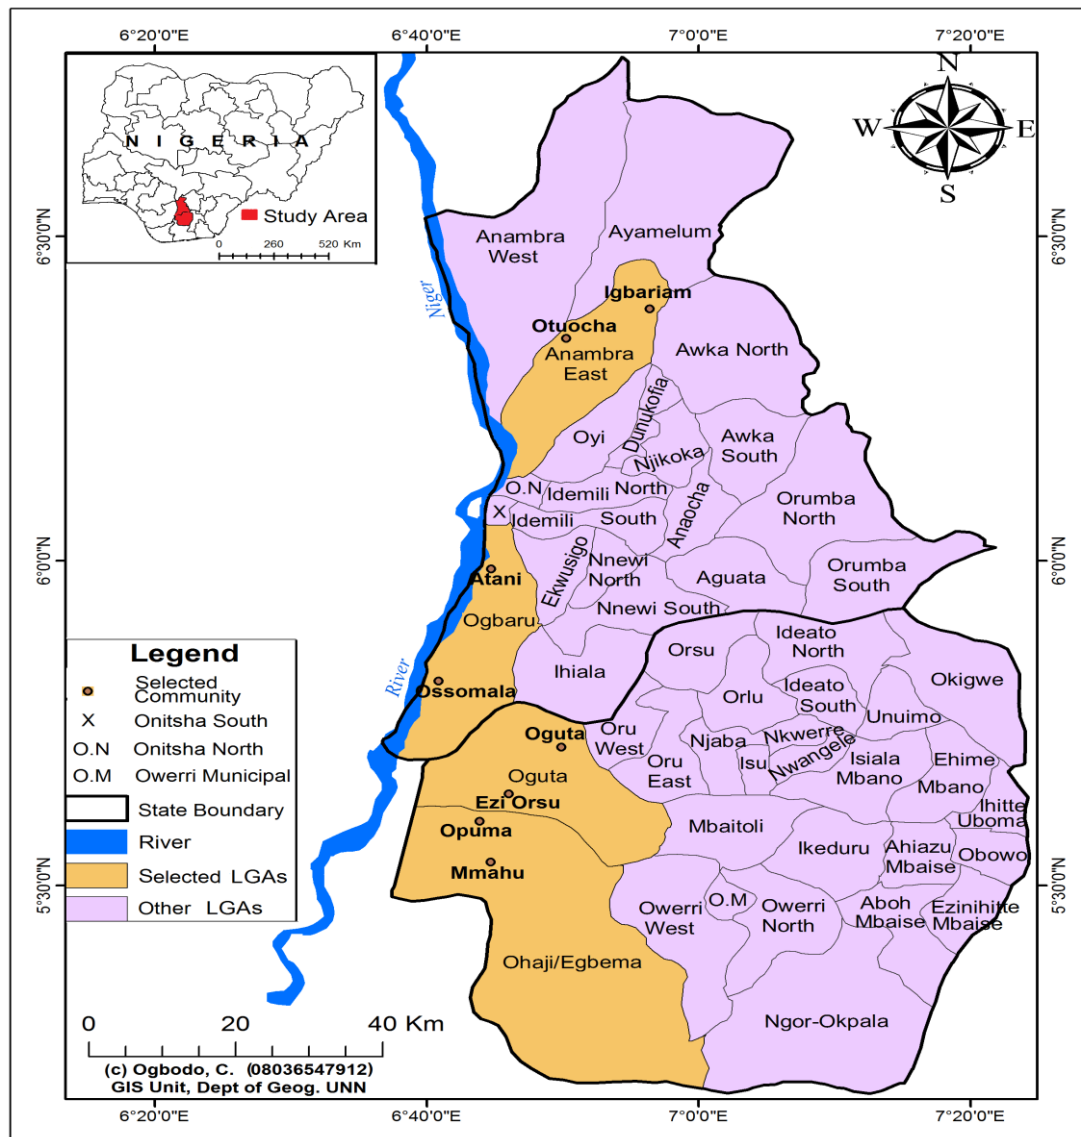 6°20'0"E
6°40'0"E
7°0'0"E
7°20'0"E
N
W
E
S
NIGERIA
Study Area
0 260 520 Km
6°30'0"N
6°30'0"N
6°0'0"N
6°0'0"N
5°30'0"N
5°30'0"N
Niger
River
Anambra
West
Ayamelum
Igbariam
Otuocha
Anambra
East
Awka North
Dunukofia
Oyi
Njikoka
Awka
South
O.N
Idemili North
X
Idemili South
Anaocha
Orumba
North
Atani
Ekwusigo
Nnewi
North
Aguata
Orumba
South
Ogbaru
Nnewi South
Ossomala
Ihiala
Orsu
Ideato
North
Orlu
Ideato
South
Okigwe
Unuimo
Oguta
Oru
West
Njaba
Nkwerre
Nwangele
Isu
Isiala
Mbano
Ehime
Mbano
Oguta
Oru
East
Ezi Orsu
Ihitte
Uboma
Opuma
Mbaitoli
Ikeduru
Ahiazu
Mbaise
Obowo
Mmahu
O.M
Owerri
West
Owerri
North
Aboh
Mbaise
Ezinihitte
Mbaise
Ohaji/Egbema
Ngor-Okpala
Legend
Selected
Community
X Onitsha South
O.N Onitsha North
O.M Owerri Municipal
State Boundary
River
Selected LGAs
Other LGAs
0 20 40 Km
(c) Ogbodo, C. (08036547912)
GIS Unit, Dept of Geog. UNN
6°20'0"E
6°40'0"E
7°0'0"E
7°20'0"E